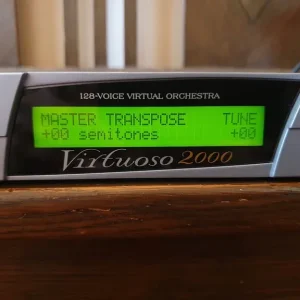 128-VOICE VIRTUAL ORCHESTRA
MASTER TRANSPOSE TUNE
+00 semitones +00
Virtuoso 2000